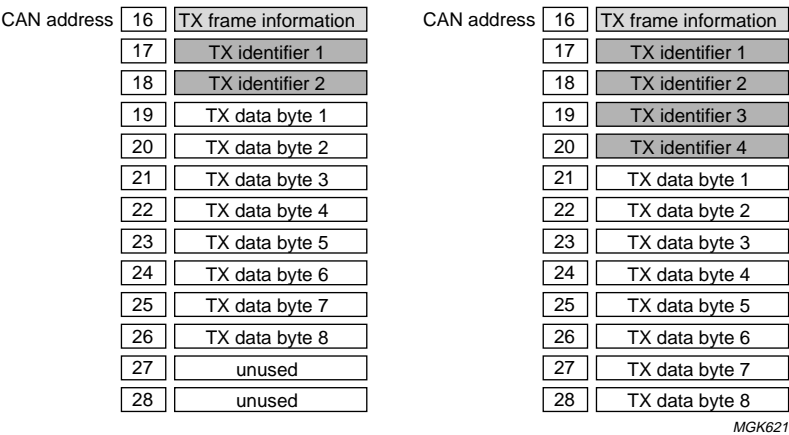 CAN address 16 TX frame information
17 TX identifier 1
18 TX identifier 2
19 TX data byte 1
20 TX data byte 2
21 TX data byte 3
22 TX data byte 4
23 TX data byte 5
24 TX data byte 6
25 TX data byte 7
26 TX data byte 8
27 unused
28 unused
CAN address 16 TX frame information
17 TX identifier 1
18 TX identifier 2
19 TX identifier 3
20 TX identifier 4
21 TX data byte 1
22 TX data byte 2
23 TX data byte 3
24 TX data byte 4
25 TX data byte 5
26 TX data byte 6
27 TX data byte 7
28 TX data byte 8
MGK621